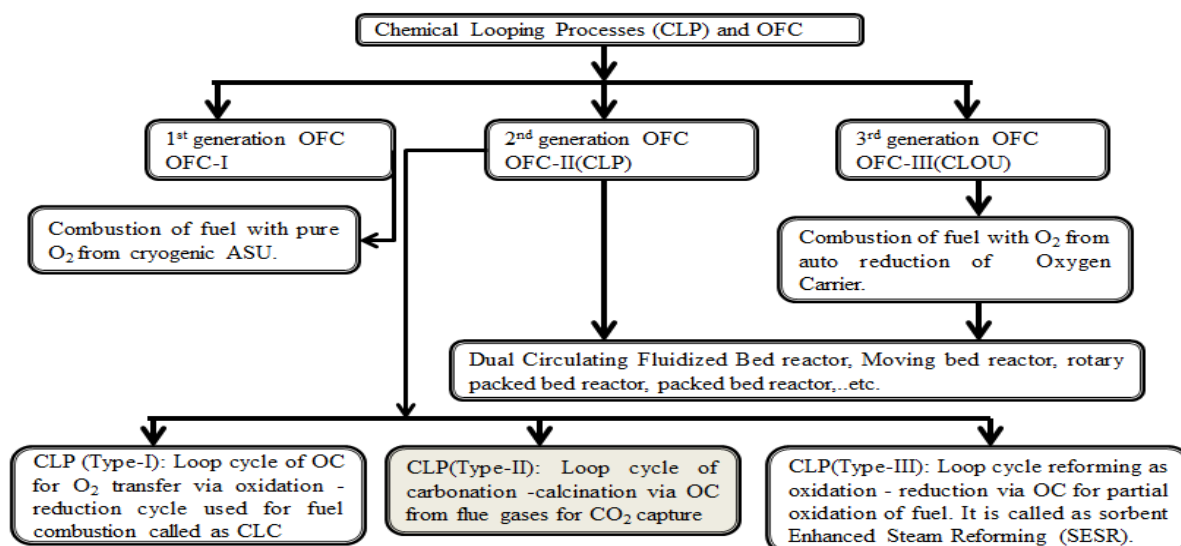 Chemical Looping Processes (CLP) and OFC
1st generation OFC
OFC-I
2nd generation OFC
OFC-II(CLP)
3rd generation OFC
OFC-III(CLOU)
Combustion of fuel with pure
O2 from cryogenic ASU.
Combustion of fuel with O2 from
auto reduction of Oxygen
Carrier.
Dual Circulating Fluidized Bed reactor, Moving bed reactor, rotary
packed bed reactor, packed bed reactor,..etc.
CLP (Type-I): Loop cycle of OC
for O2 transfer via oxidation -
reduction cycle used for fuel
combustion called as CLC
CLP(Type-II): Loop cycle of
carbonation -calcination via OC
from flue gases for CO2 capture
CLP(Type-III): Loop cycle reforming as
oxidation - reduction via OC for partial
oxidation of fuel. It is called as sorbent
Enhanced Steam Reforming (SESR).